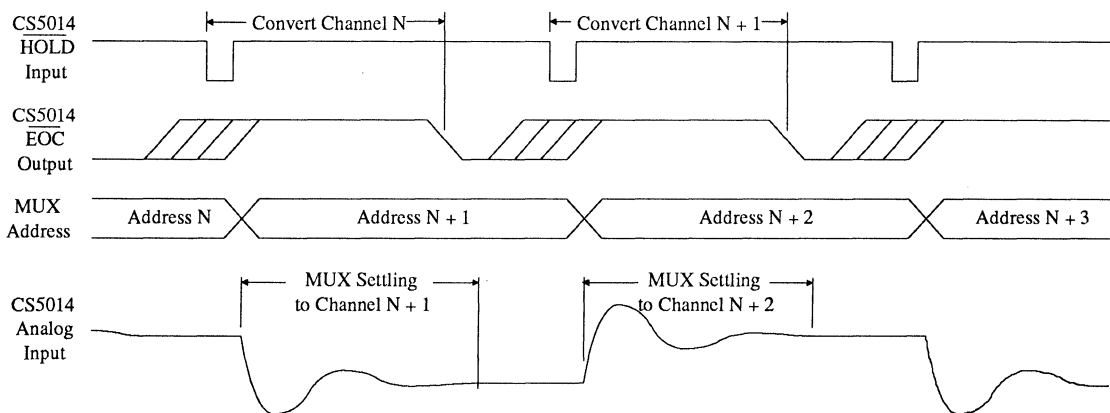 CS5014
HOLD
Input
Convert Channel N
Convert Channel N + 1
CS5014
EOC
Output
MUX
Address
Address N
Address N + 1
Address N + 2
Address N + 3
CS5014
Analog
Input
MUX Settling
to Channel N + 1
MUX Settling
to Channel N + 2